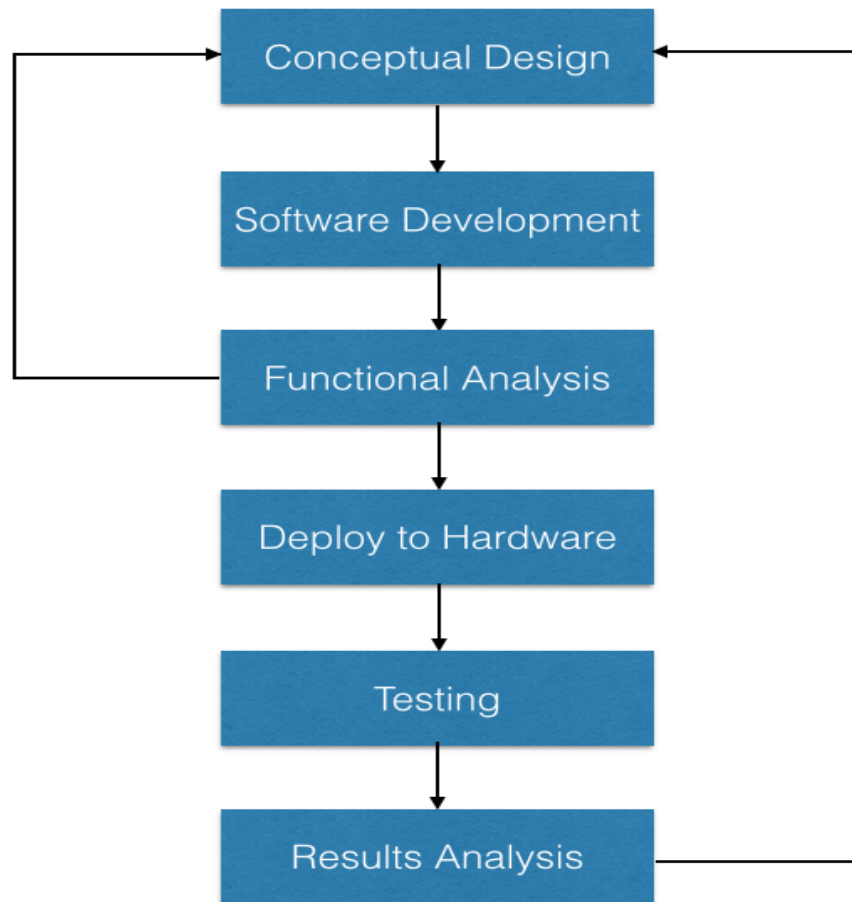 Conceptual Design
Software Development
Functional Analysis
Deploy to Hardware
Testing
Results Analysis